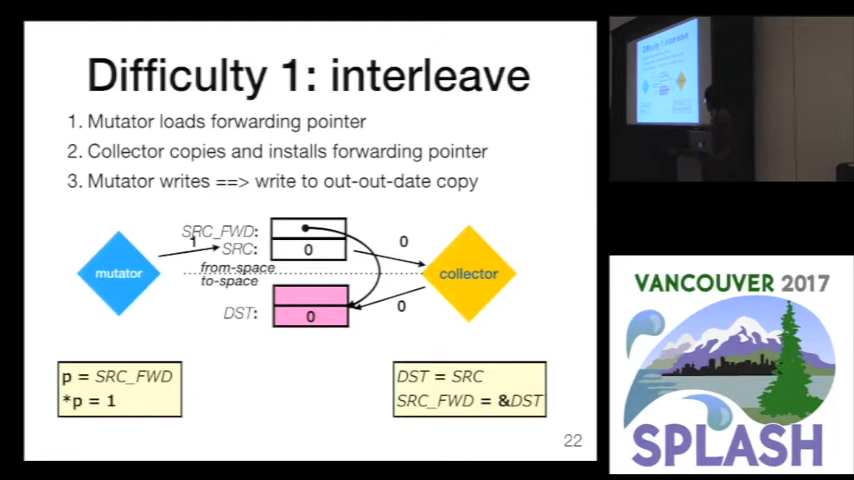 Difficulty 1: interleave
1. Mutator loads forwarding pointer
2. Collector copies and installs forwarding pointer
3. Mutator writes ==> write to out-out-date copy
SRC_FWD:
1
SRC:
0
0
mutator
from-space
to-space
collector
DST:
0
0
p = SRC_FWD
*p = 1
DST = SRC
SRC_FWD = &DST
22
VANCOUVER 2017
SPLASH